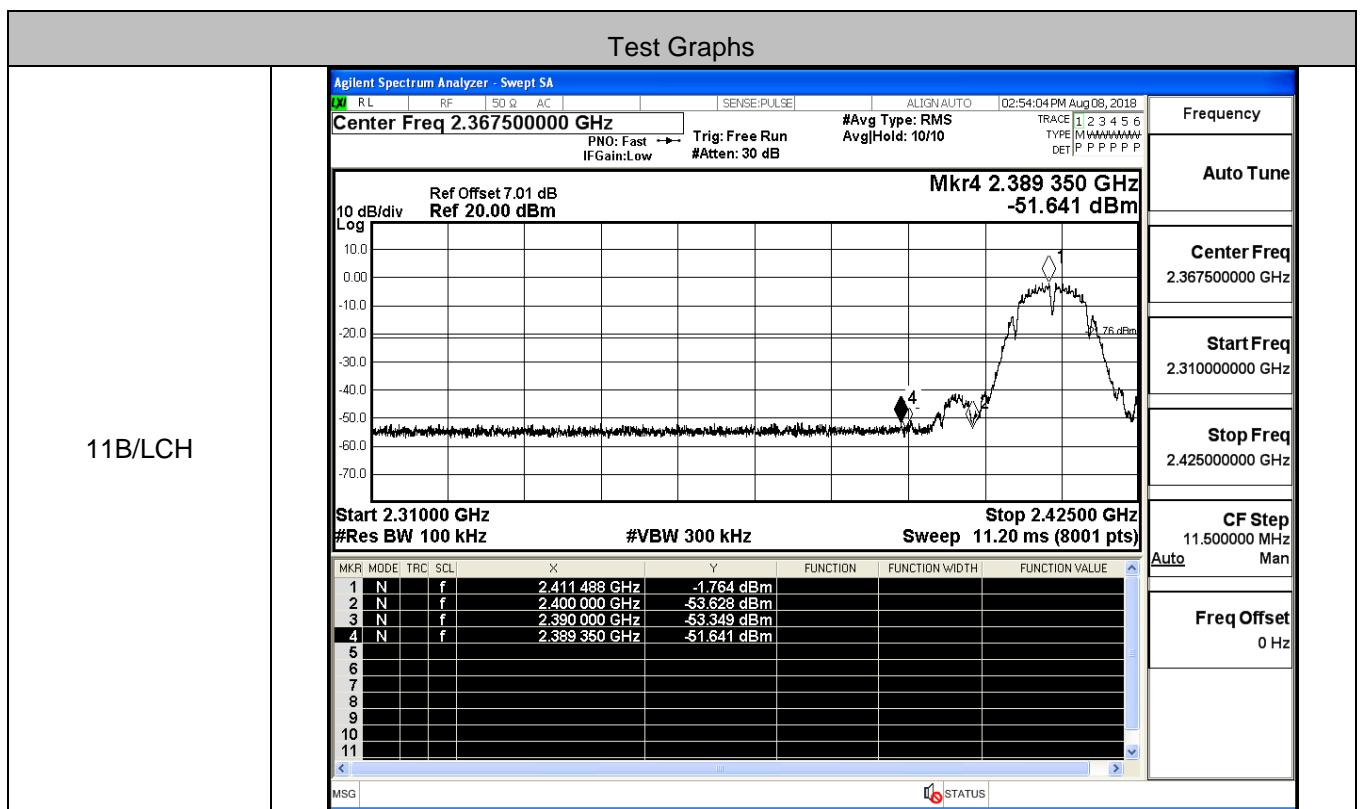 Test Graphs
11B/LCH
Agilent Spectrum Analyzer - Swept SA
LXI RL RF 50 Ω AC SENSE:PULSE ALIGN AUTO 02:54:04 PM Aug 08, 2018
Center Freq 2.367500000 GHz
PNO: Fast
IFGain:Low
Trig: Free Run
#Atten: 30 dB
#Avg Type: RMS
Avg|Hold: 10/10
TRACE 1 2 3 4 5 6
TYPE M
DET P P P P P P
Mkr4 2.389 350 GHz
-51.641 dBm
Ref Offset 7.01 dB
10 dB/div Ref 20.00 dBm
Log
10.0
0.00
-10.0
-20.0
-30.0
-40.0
-50.0
-60.0
-70.0
1
76 dBm
4
2
Start 2.31000 GHz Stop 2.42500 GHz
#Res BW 100 kHz #VBW 300 kHz Sweep 11.20 ms (8001 pts)
MKR MODE TRC SCL X Y FUNCTION FUNCTION WIDTH FUNCTION VALUE
1 N f 2.411 488 GHz -1.764 dBm
2 N f 2.400 000 GHz -53.628 dBm
3 N f 2.390 000 GHz -53.349 dBm
4 N f 2.389 350 GHz -51.641 dBm
5
6
7
8
9
10
11
MSG STATUS
Frequency
Auto Tune
Center Freq
2.367500000 GHz
Start Freq
2.310000000 GHz
Stop Freq
2.425000000 GHz
CF Step
11.500000 MHz
Auto Man
Freq Offset
0 Hz